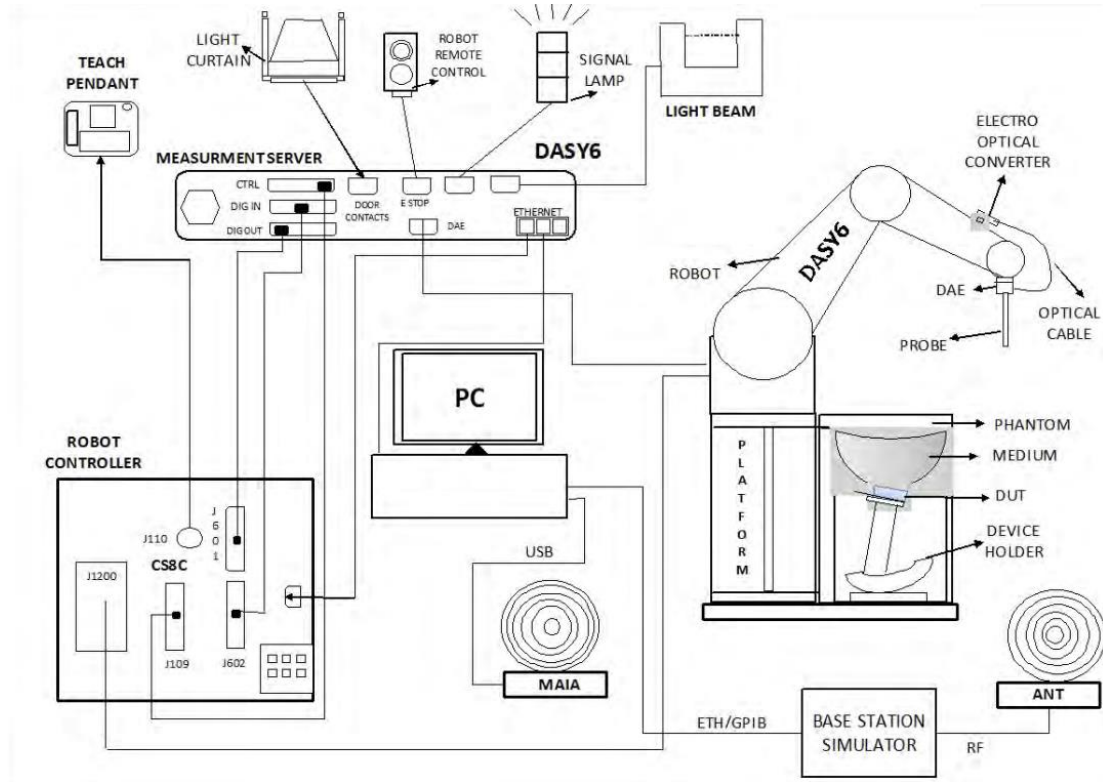 LIGHT
CURTAIN
ROBOT
REMOTE
CONTROL
SIGNAL
LAMP
LIGHT BEAM
TEACH
PENDANT
MEASURMENT SERVER
DASY6
CTRL
DIG IN
DIG OUT
DOOR
CONTACTS
E STOP
DAE
ETHERNET
ELECTRO
OPTICAL
CONVERTER
ROBOT
DASY6
DAE
OPTICAL
CABLE
PROBE
PC
PLATFORM
PHANTOM
MEDIUM
DUT
DEVICE
HOLDER
ROBOT
CONTROLLER
J110
J601
CS8C
J1200
J109
J602
USB
MAIA
ETH/GPIB
BASE STATION
SIMULATOR
RF
ANT